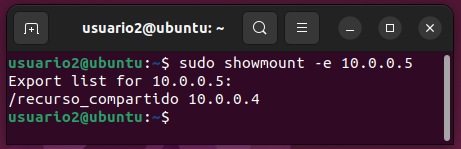 usuario2@ubuntu: ~
usuario2@ubuntu:~$ sudo showmount -e 10.0.0.5
Export list for 10.0.0.5:
/recurso_compartido 10.0.0.4
usuario2@ubuntu:~$